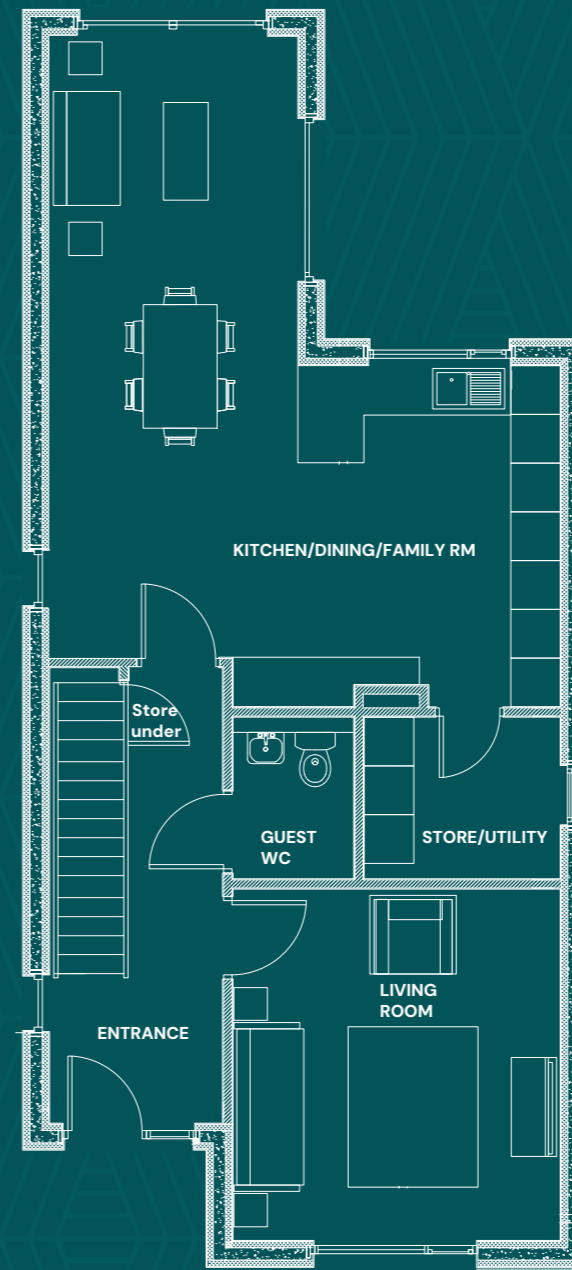 KITCHEN/DINING/FAMILY RM
Store
under
GUEST
WC
STORE/UTILITY
LIVING
ROOM
ENTRANCE